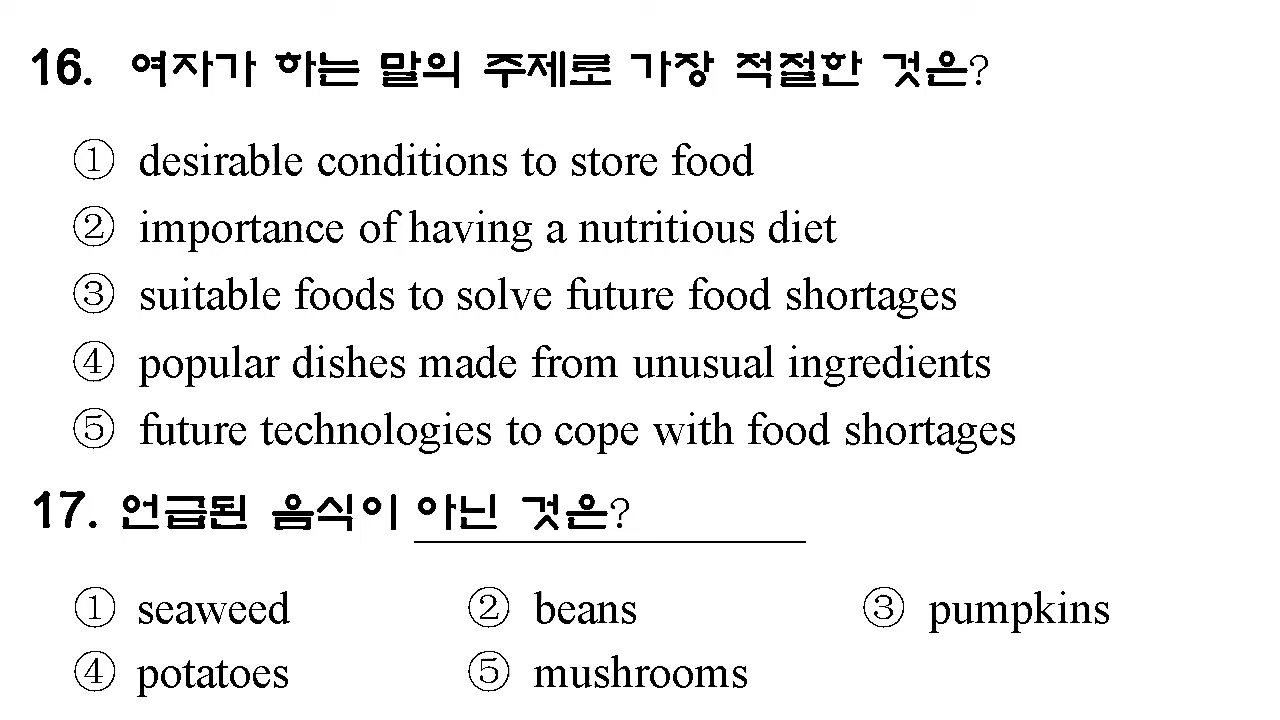 16. 여자가 하는 말의 주제로 가장 적절한 것은?
① desirable conditions to store food
② importance of having a nutritious diet
③ suitable foods to solve future food shortages
④ popular dishes made from unusual ingredients
⑤ future technologies to cope with food shortages
17. 언급된 음식이 아닌 것은?
① seaweed ② beans ③ pumpkins
④ potatoes ⑤ mushrooms